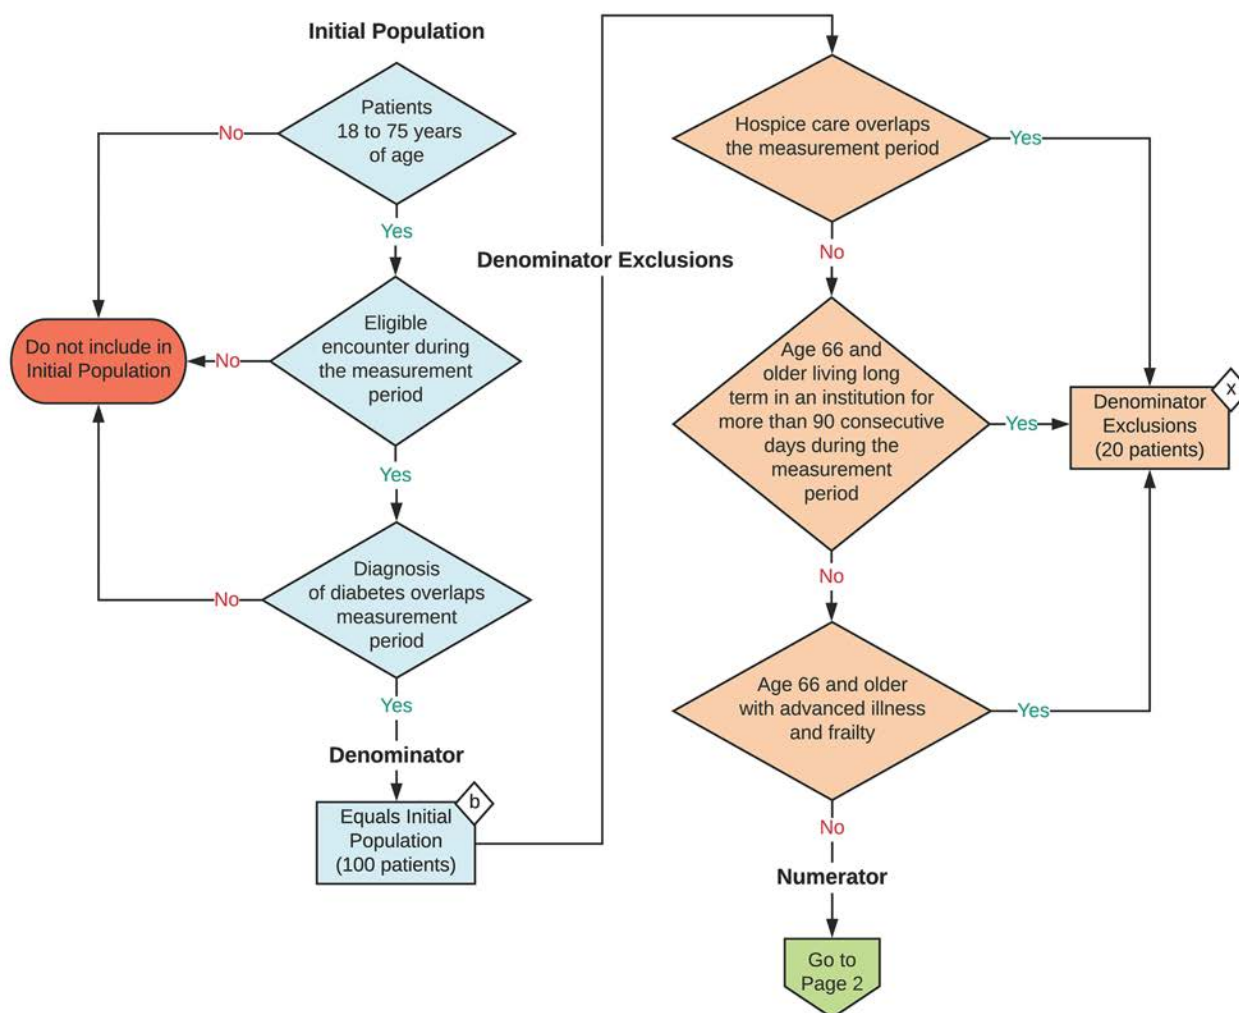 Initial Population
Patients
18 to 75 years
of age
No
Yes
Eligible
encounter during
the measurement
period
No
Do not include in
Initial Population
Yes
Diagnosis
of diabetes overlaps
measurement
period
No
Yes
Denominator
Equals Initial
Population
(100 patients)
b
Denominator Exclusions
Hospice care overlaps
the measurement period
Yes
No
Age 66 and
older living long
term in an institution for
more than 90 consecutive
days during the
measurement
period
Yes
Denominator
Exclusions
(20 patients)
x
No
Age 66 and older
with advanced illness
and frailty
Yes
No
Numerator
Go to
Page 2